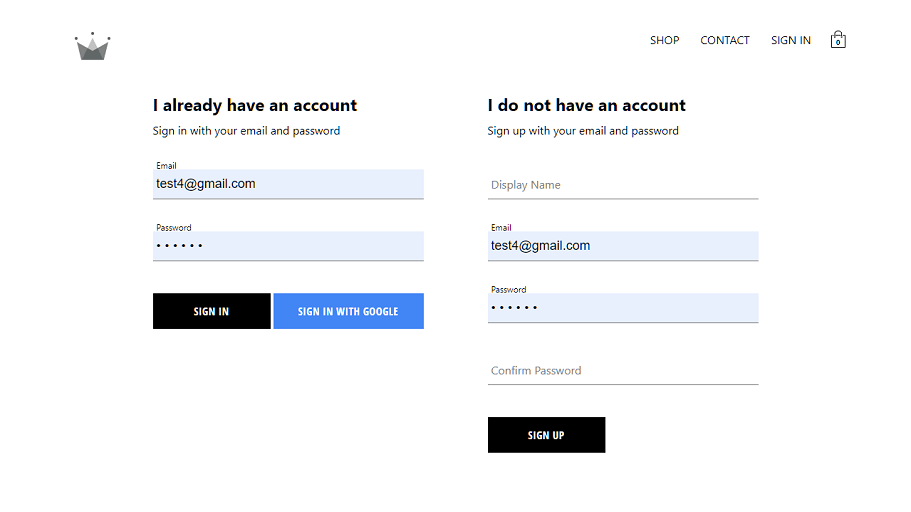 SHOP CONTACT SIGN IN 0
I already have an account
Sign in with your email and password
Email
test4@gmail.com
Password
••••••
SIGN IN SIGN IN WITH GOOGLE
I do not have an account
Sign up with your email and password
Display Name
Email
test4@gmail.com
Password
••••••
Confirm Password
SIGN UP